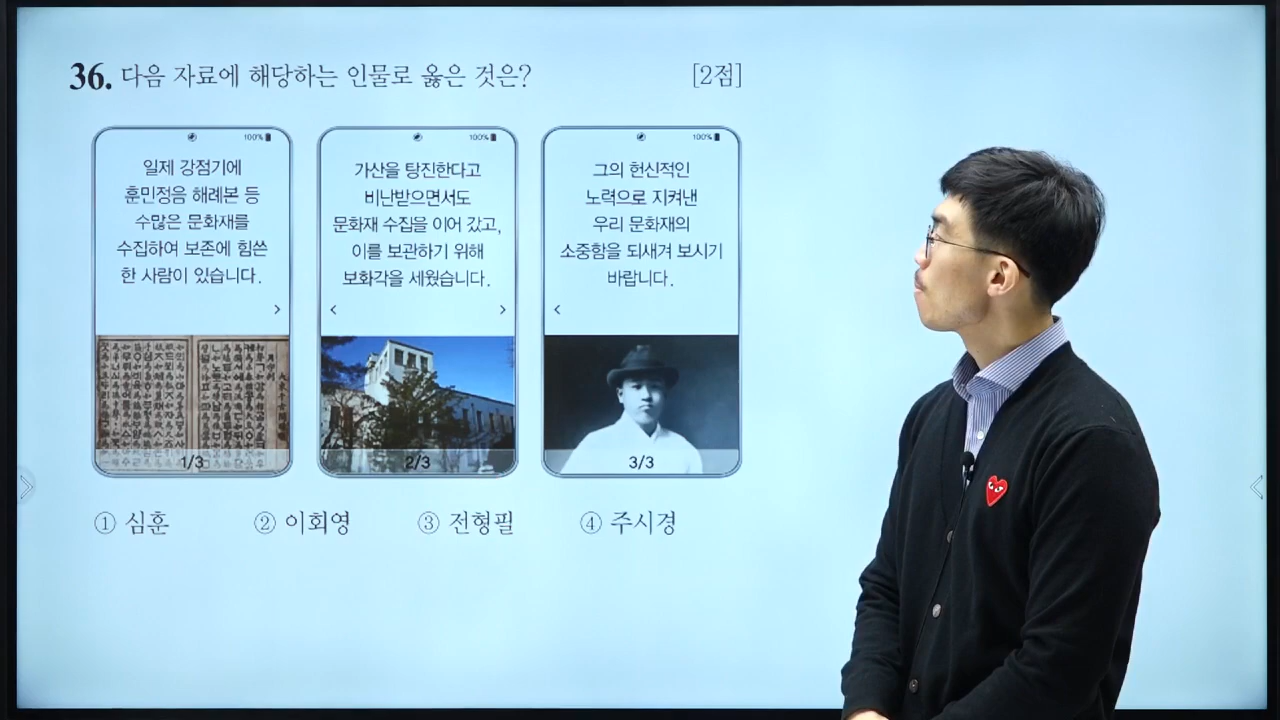 36. 다음 자료에 해당하는 인물로 옳은 것은? [2점]
100%
일제 강점기에
훈민정음 해례본 등
수많은 문화재를
수집하여 보존에 힘쓴
한 사람이 있습니다.
1/3
100%
가산을 탕진한다고
비난받으면서도
문화재 수집을 이어 갔고,
이를 보관하기 위해
보화각을 세웠습니다.
2/3
100%
그의 헌신적인
노력으로 지켜낸
우리 문화재의
소중함을 되새겨 보시기
바랍니다.
3/3
① 심훈 ② 이회영 ③ 전형필 ④ 주시경